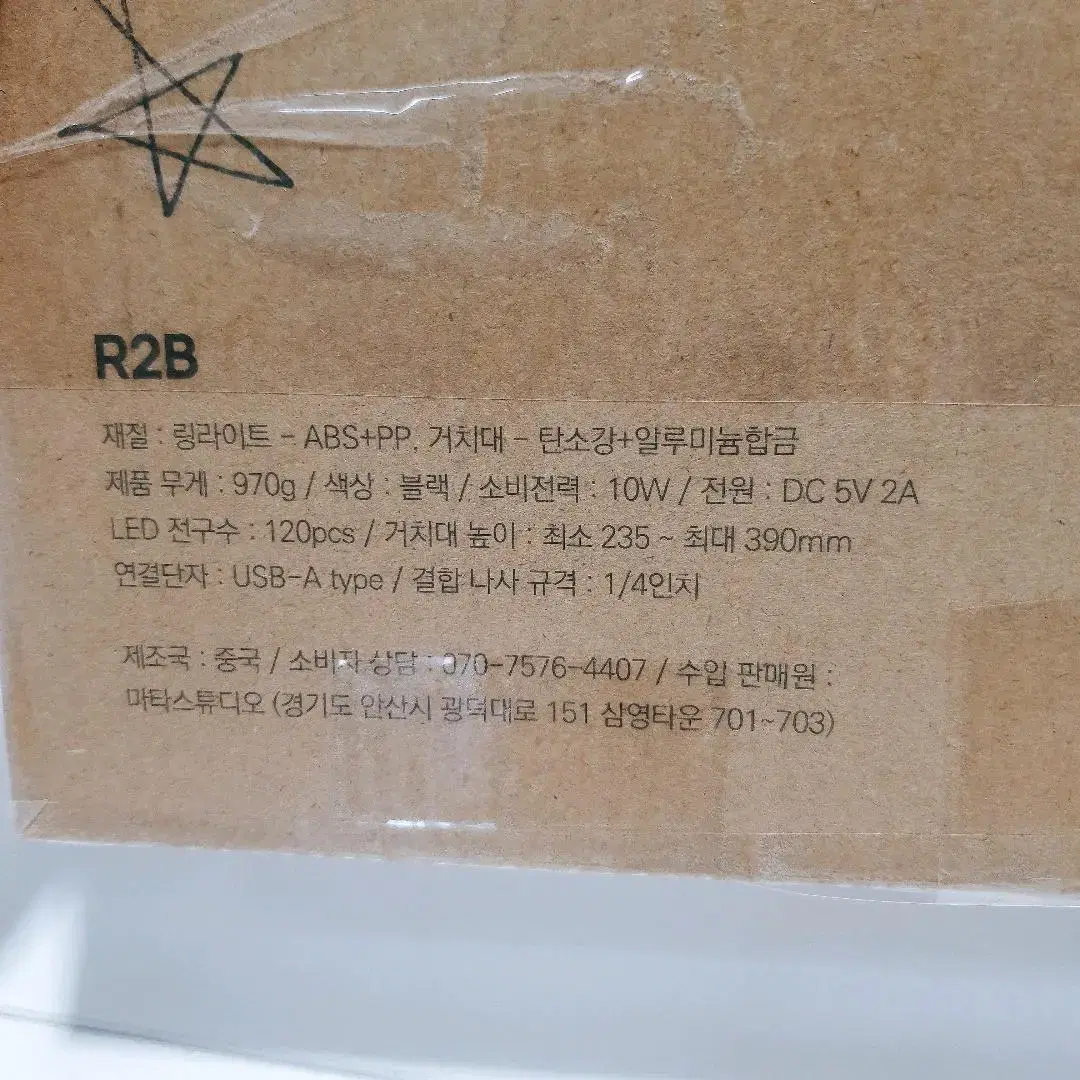 R2B
재질 : 링라이트 - ABS+PP, 거치대 - 탄소강+알루미늄합금
제품 무게 : 970g / 색상 : 블랙 / 소비전력 : 10W / 전원 : DC 5V 2A
LED 전구수 : 120pcs / 거치대 높이 : 최소 235 ~ 최대 390mm
연결단자 : USB-A type / 결합 나사 규격 : 1/4인치
제조국 : 중국 / 소비자 상담 : 070-7576-4407 / 수입 판매원 :
마타스튜디오 (경기도 안산시 광덕대로 151 삼영타운 701~703)